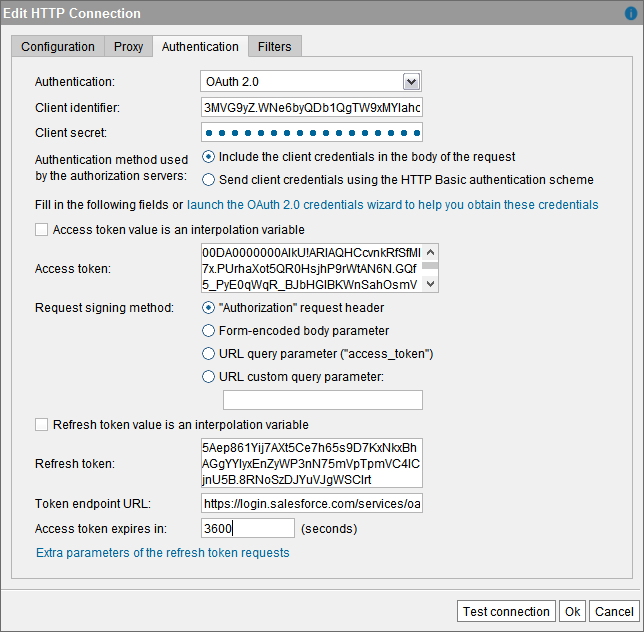 Edit HTTP Connection
i
Configuration Proxy Authentication Filters
Authentication: OAuth 2.0
Client identifier: 3MVG9yZ.WNe6byQDb1QgTW9xMYlahc
Client secret:
Authentication method used
by the authorization servers:
Include the client credentials in the body of the request
Send client credentials using the HTTP Basic authentication scheme
Fill in the following fields or launch the OAuth 2.0 credentials wizard to help you obtain these credentials
Access token value is an interpolation variable
Access token:
00DA0000000AlkU!ARIAQHCcvnkRfSfMl
7x.PUrhaXot5QR0HsjhP9rWtAN6N.GQf
5_PyE0qWqR_BJbHGlBKWnSahOsmV
Request signing method: "Authorization" request header
Form-encoded body parameter
URL query parameter ("access_token")
URL custom query parameter:
Refresh token value is an interpolation variable
Refresh token:
5Aep861Yij7AXt5Ce7h65s9D7KxNkxBh
AGgYYlyxEnZyWP3nN75mVpTpmVC4lC
jnU5B.8RNoSzDJYuVJgWSClrt
Token endpoint URL: https://login.salesforce.com/services/oa
Access token expires in: 3600 (seconds)
Extra parameters of the refresh token requests
Test connection Ok Cancel